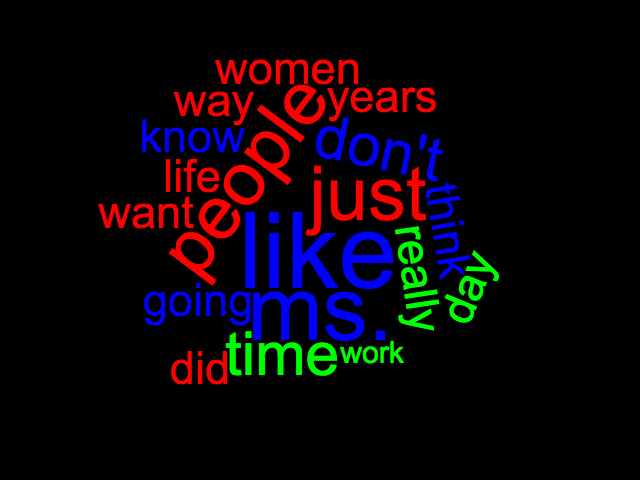 women
way
years
people
know
don't
life
just
want
think
like
really
day
going
ms.
time
work
did